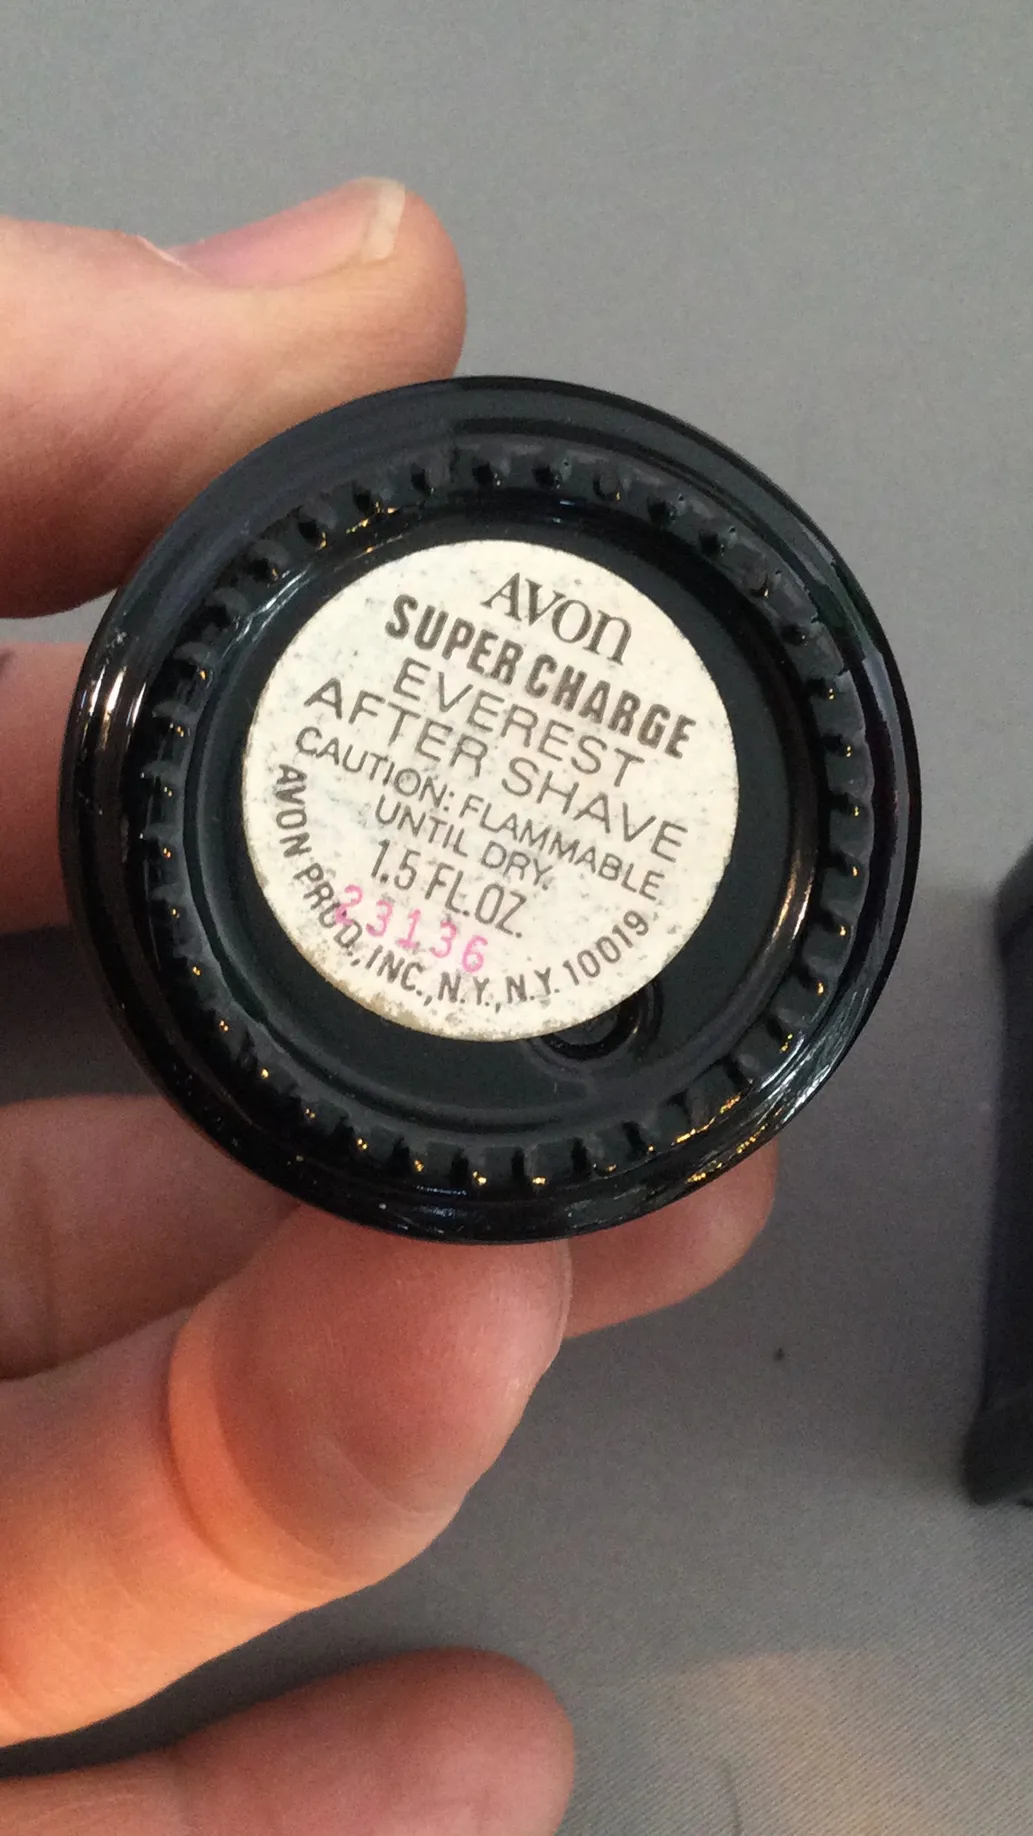 AVON
SUPER CHARGE
EVEREST
AFTER SHAVE
CAUTION: FLAMMABLE
UNTIL DRY.
1.5 FL.OZ.
23136
AVON PROD., INC., N.Y., N.Y. 10019